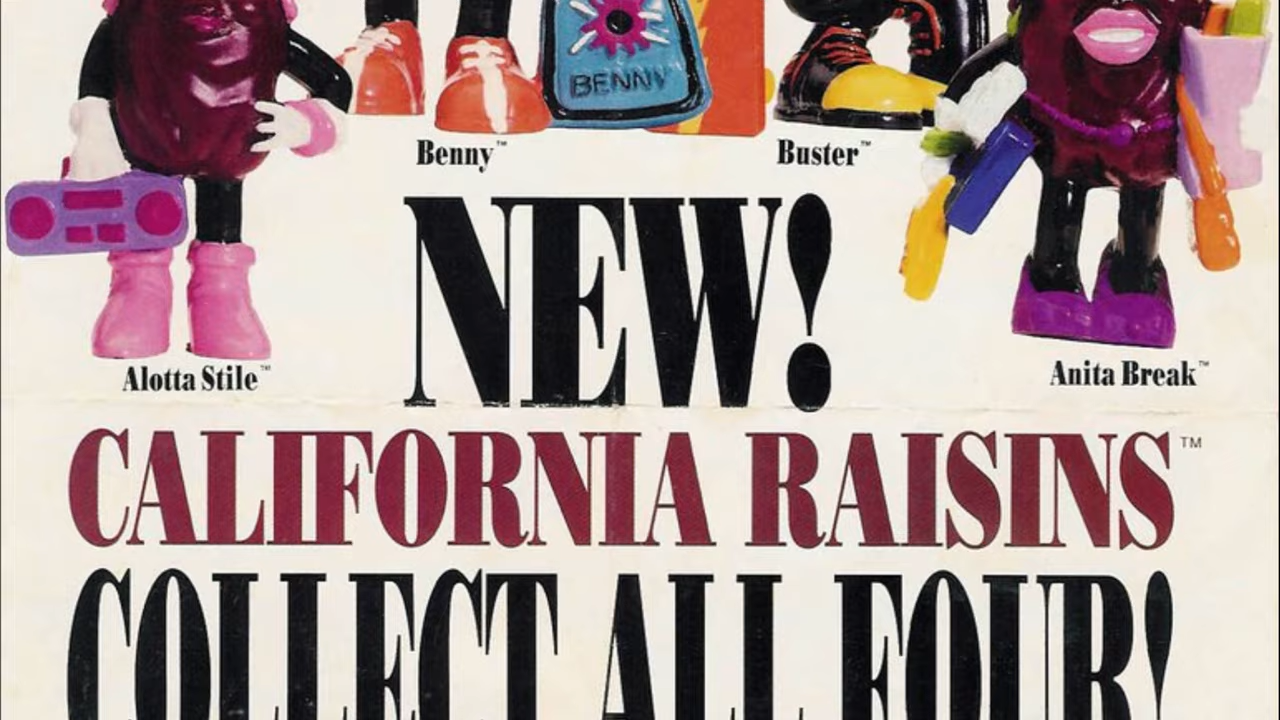 BENNY
Benny™
Buster™
NEW!
Alotta Stile™
Anita Break™
CALIFORNIA RAISINS™
COLLECT ALL FOUR!